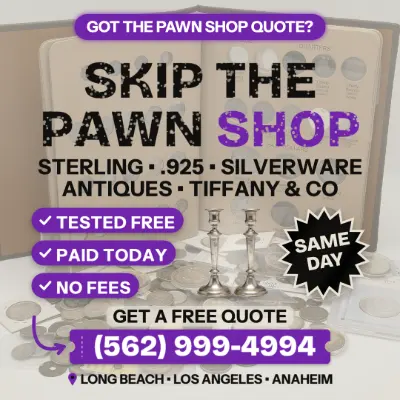 GOT THE PAWN SHOP QUOTE?
SKIP THE
PAWN SHOP
STERLING • .925 • SILVERWARE
ANTIQUES • TIFFANY & CO
✓ TESTED FREE
✓ PAID TODAY
✓ NO FEES
SAME
DAY
GET A FREE QUOTE
(562) 999-4994
LONG BEACH • LOS ANGELES • ANAHEIM